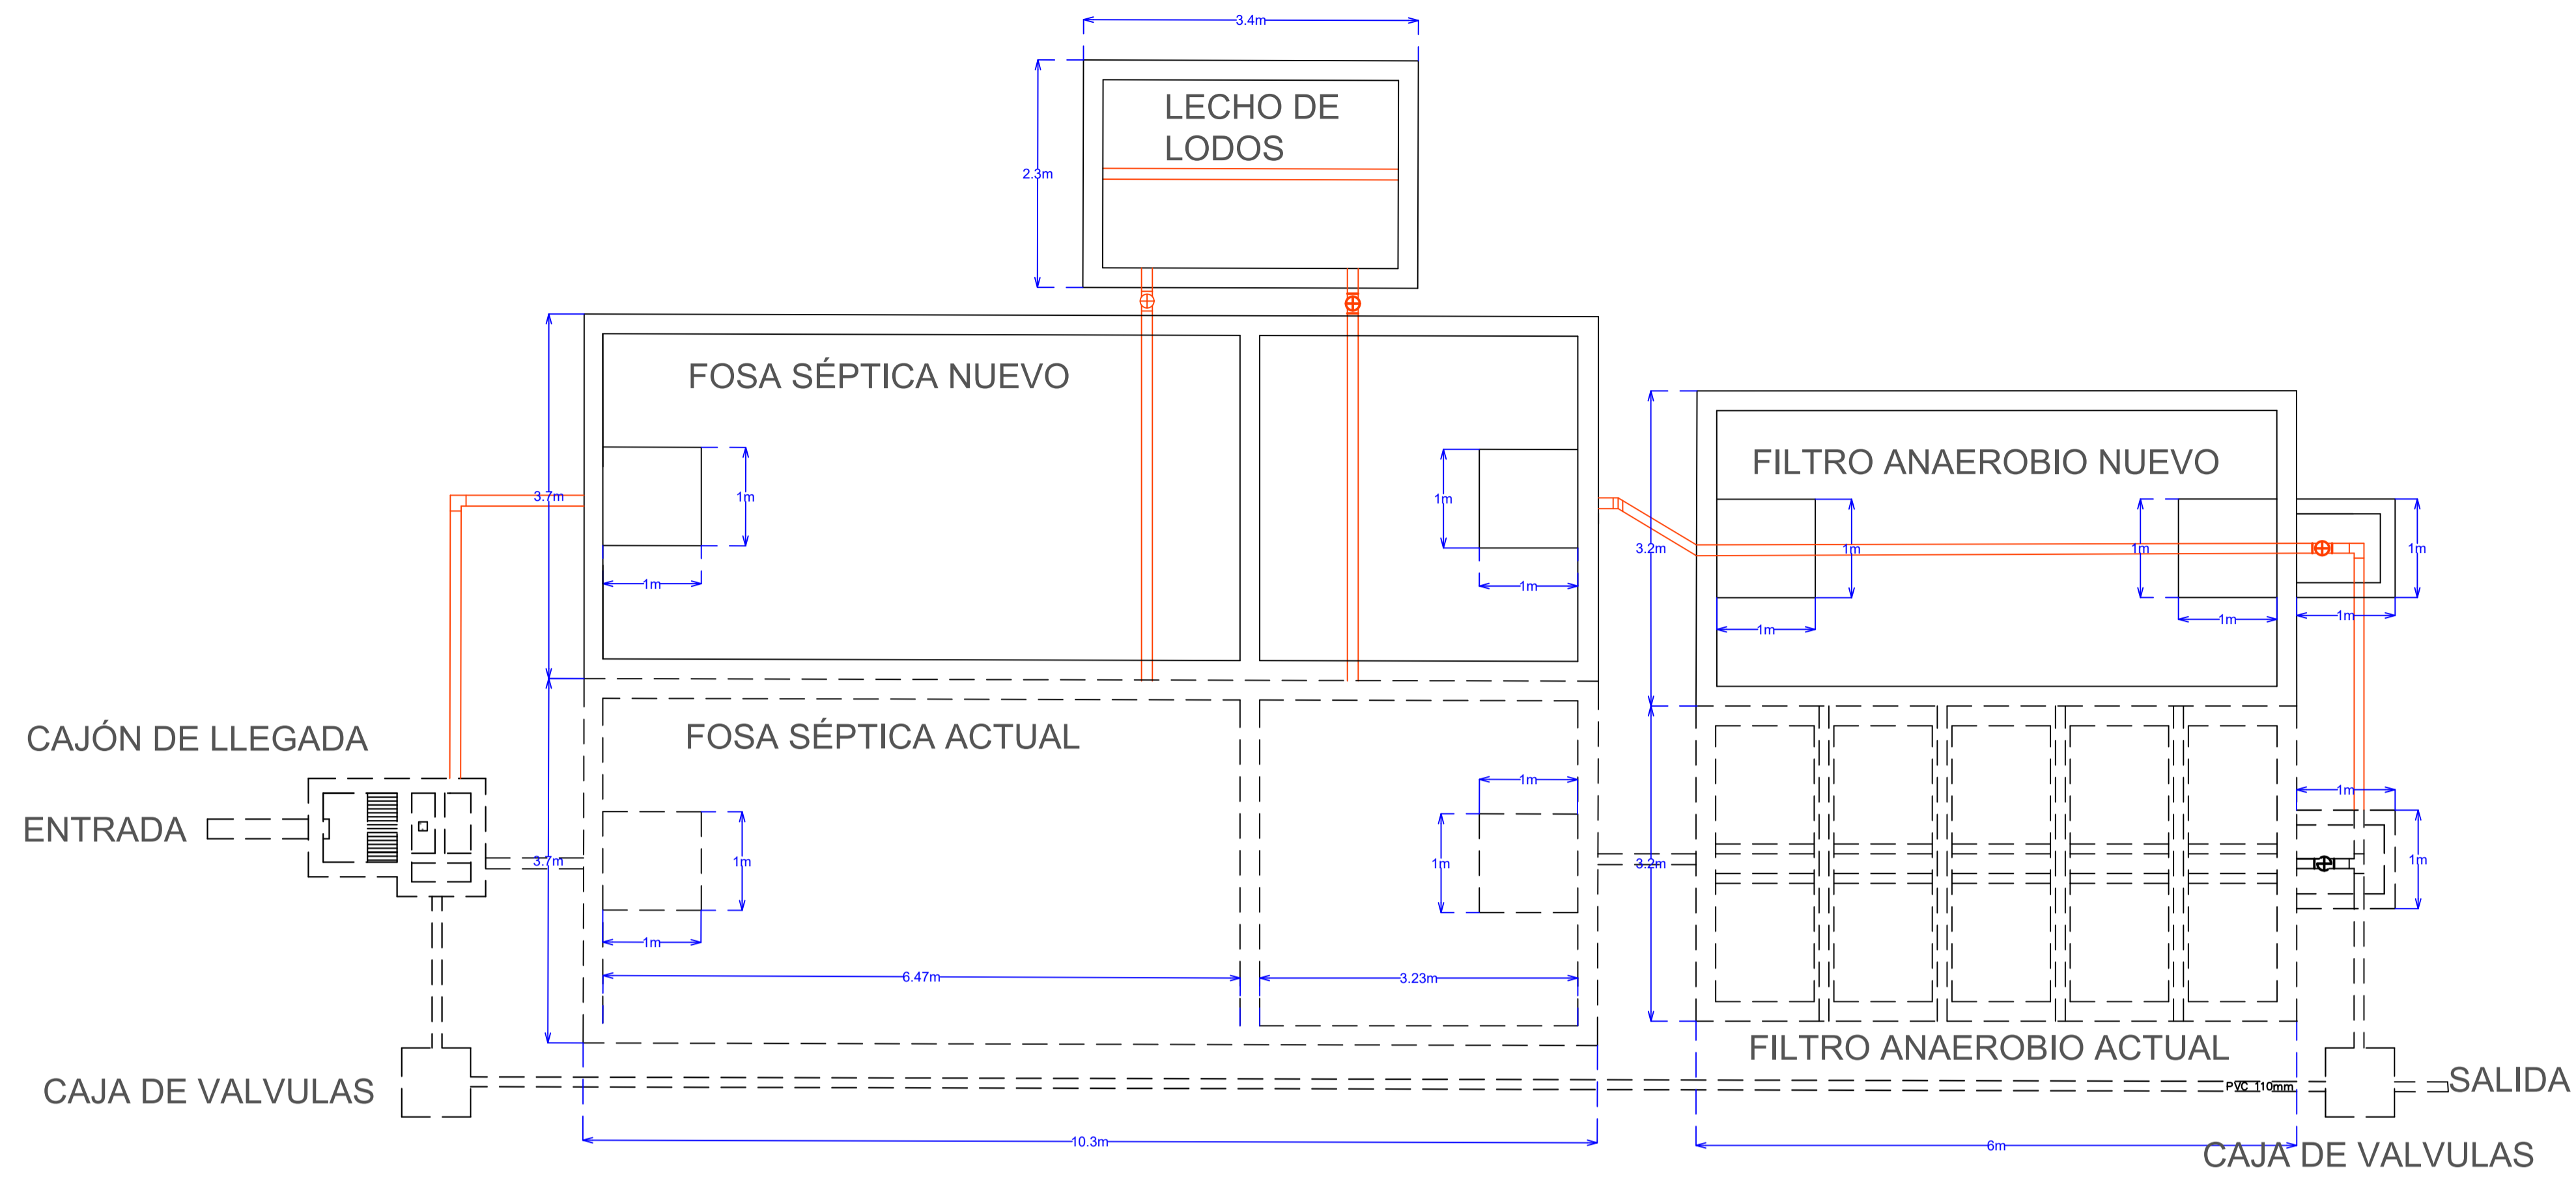 3.4m
LECHO DE
LODOS
2.3m
FOSA SÉPTICA NUEVO
FILTRO ANAEROBIO NUEVO
3.7m
1m
1m
1m
1m
3.2m
1m
1m
1m
1m
1m
1m
1m
CAJÓN DE LLEGADA
FOSA SÉPTICA ACTUAL
1m
1m
ENTRADA
3.7m
1m
1m
3.2m
1m
1m
6.47m
3.23m
FILTRO ANAEROBIO ACTUAL
CAJA DE VALVULAS
PVC 110mm
SALIDA
10.3m
6m
CAJA DE VALVULAS